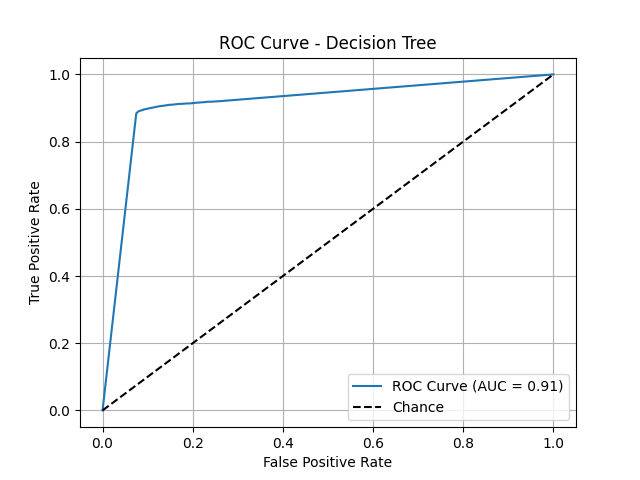 ROC Curve - Decision Tree
True Positive Rate
1.0
0.8
0.6
0.4
0.2
0.0
ROC Curve (AUC = 0.91)
Chance
0.0 0.2 0.4 0.6 0.8 1.0
False Positive Rate